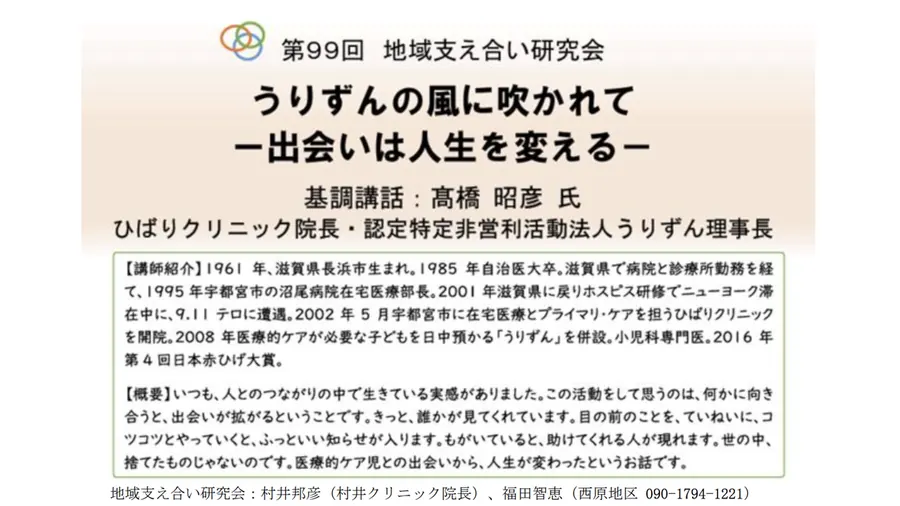 第99回 地域支え合い研究会
うりずんの風に吹かれて
－出会いは人生を変える－
基調講話：髙橋 昭彦 氏
ひばりクリニック院長・認定特定非営利活動法人うりずん理事長
【講師紹介】1961 年、滋賀県長浜市生まれ。1985 年自治医大卒。滋賀県で病院と診療所勤務を経
て、1995年宇都宮市の沼尾病院在宅医療部長。2001年滋賀県に戻りホスピス研修でニューヨーク滞
在中に、9.11 テロに遭遇。2002 年 5 月宇都宮市に在宅医療とプライマリ・ケアを担うひばりクリニック
を開院。2008 年医療的ケアが必要な子どもを日中預かる「うりずん」を併設。小児科専門医。2016 年
第4回日本赤ひげ大賞。
【概要】いつも、人とのつながりの中で生きている実感がありました。この活動をして思うのは、何かに向き
合うと、出会いが拡がるということです。きっと、誰かが見てくれています。目の前のことを、ていねいに、コ
ツコツとやっていくと、ふっといい知らせが入ります。もがいていると、助けてくれる人が現れます。世の中、
捨てたものじゃないのです。医療的ケア児との出会いから、人生が変わったというお話です。
地域支え合い研究会：村井邦彦（村井クリニック院長）、福田智恵（西原地区 090-1794-1221）